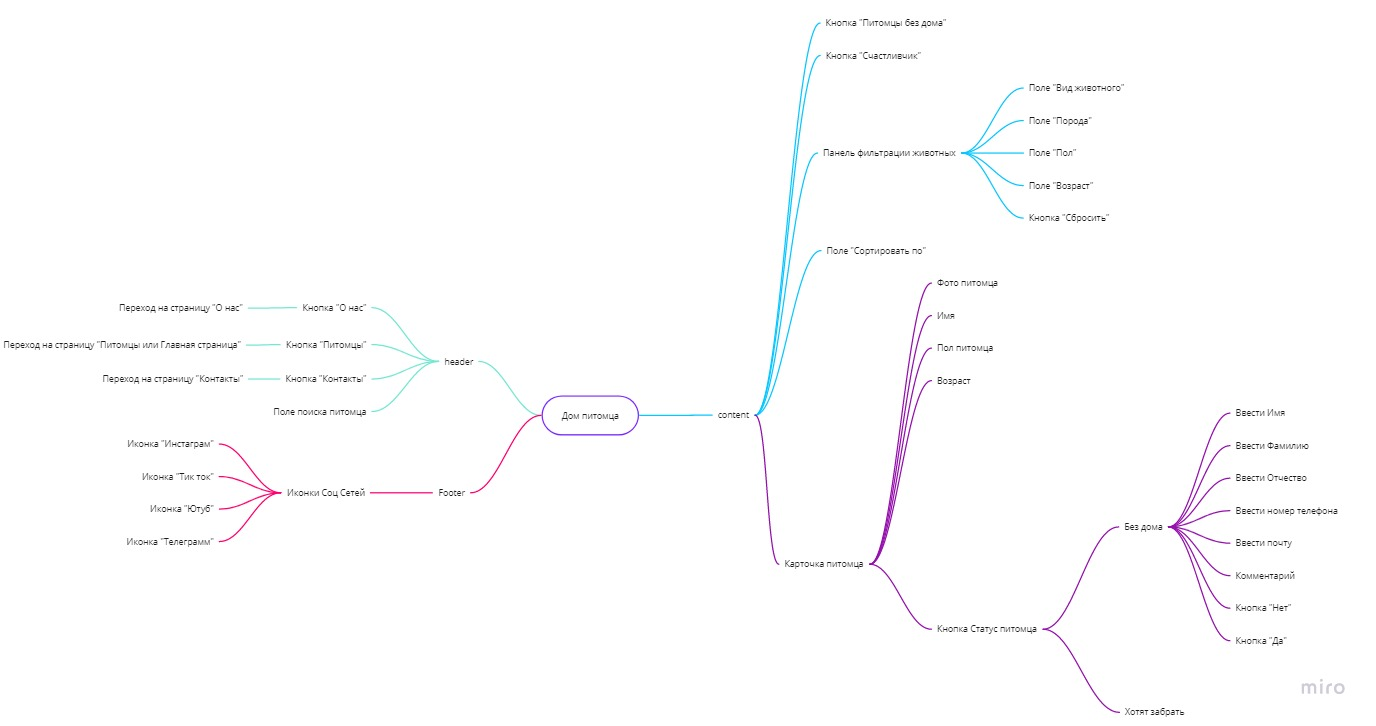 Кнопка "Питомцы без дома"
Кнопка "Счастливчик"
Поле "Вид животного"
Поле "Порода"
Панель фильтрации животных
Поле "Пол"
Поле "Возраст"
Кнопка "Сбросить"
Поле "Сортировать по"
Фото питомца
Переход на страницу "О нас"
Кнопка "О нас"
Имя
Переход на страницу "Питомцы или Главная страница"
Кнопка "Питомцы"
Пол питомца
header
Переход на страницу "Контакты"
Кнопка "Контакты"
Возраст
Поле поиска питомца
Дом питомца
content
Ввести Имя
Иконка "Инстаграм"
Ввести Фамилию
Иконка "Тик ток"
Ввести Отчество
Иконки Соц Сетей
Footer
Иконка "Ютуб"
Ввести номер телефона
Без дома
Иконка "Телеграмм"
Ввести почту
Карточка питомца
Комментарий
Кнопка "Нет"
Кнопка Статус питомца
Кнопка "Да"
miro
Хотят забрать